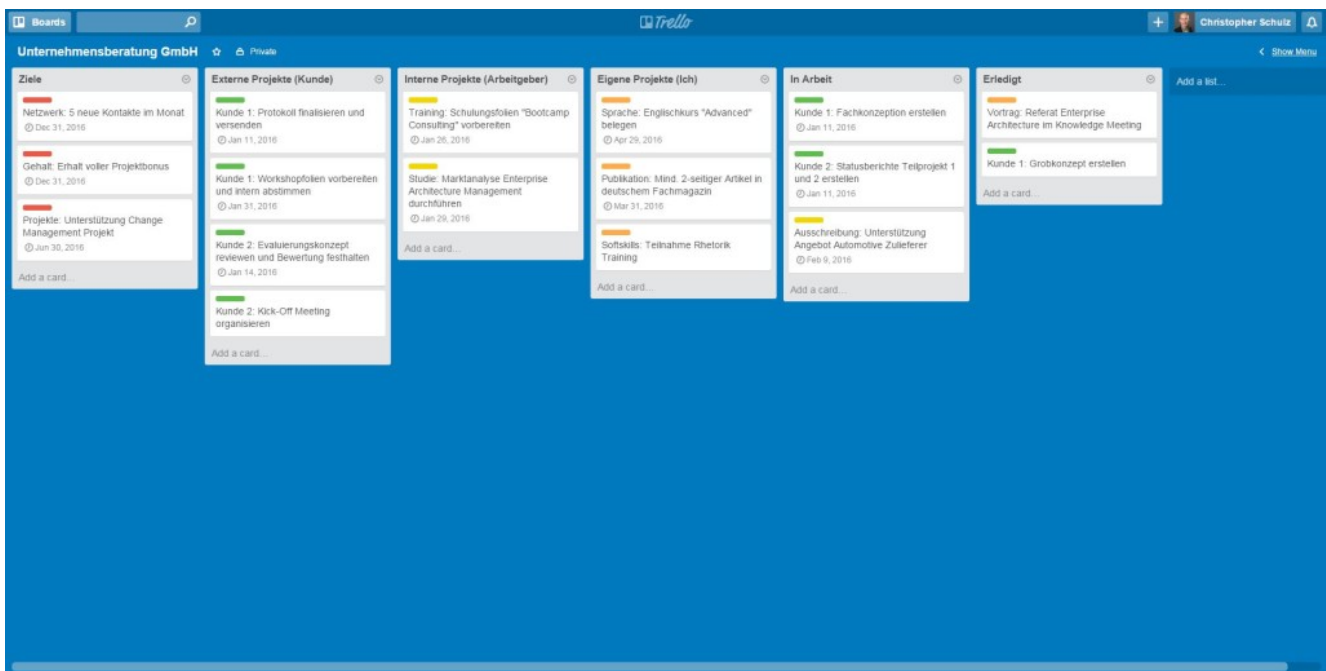 Boards
Trello
Christopher Schulz
Unternehmensberatung GmbH
Private
Show Menu
Ziele
Netzwerk: 5 neue Kontakte im Monat
Dec 31, 2016
Gehalt: Erhalt voller Projektbonus
Dec 31, 2016
Projekte: Unterstützung Change
Management Projekt
Jun 30, 2016
Add a card...
Externe Projekte (Kunde)
Kunde 1: Protokoll finalisieren und
versenden
Jan 11, 2016
Kunde 1: Workshopfolien vorbereiten
und intern abstimmen
Jan 31, 2016
Kunde 2: Evaluierungskonzept
reviewen und Bewertung festhalten
Jan 14, 2016
Kunde 2: Kick-Off Meeting
organisieren
Add a card...
Interne Projekte (Arbeitgeber)
Training: Schulungsfolien "Bootcamp
Consulting" vorbereiten
Jan 26, 2016
Studie: Marktanalyse Enterprise
Architecture Management
durchführen
Jan 29, 2016
Add a card...
Eigene Projekte (Ich)
Sprache: Englischkurs "Advanced"
belegen
Apr 29, 2016
Publikation: Mind. 2-seitiger Artikel in
deutschem Fachmagazin
Mar 31, 2016
Softskills: Teilnahme Rhetorik
Training
Add a card...
In Arbeit
Kunde 1: Fachkonzeption erstellen
Jan 11, 2016
Kunde 2: Statusberichte Teilprojekt 1
und 2 erstellen
Jan 11, 2016
Ausschreibung: Unterstützung
Angebot Automotive Zulieferer
Feb 9, 2016
Add a card...
Erledigt
Vortrag: Referat Enterprise
Architecture im Knowledge Meeting
Kunde 1: Grobkonzept erstellen
Add a card...
Add a list...